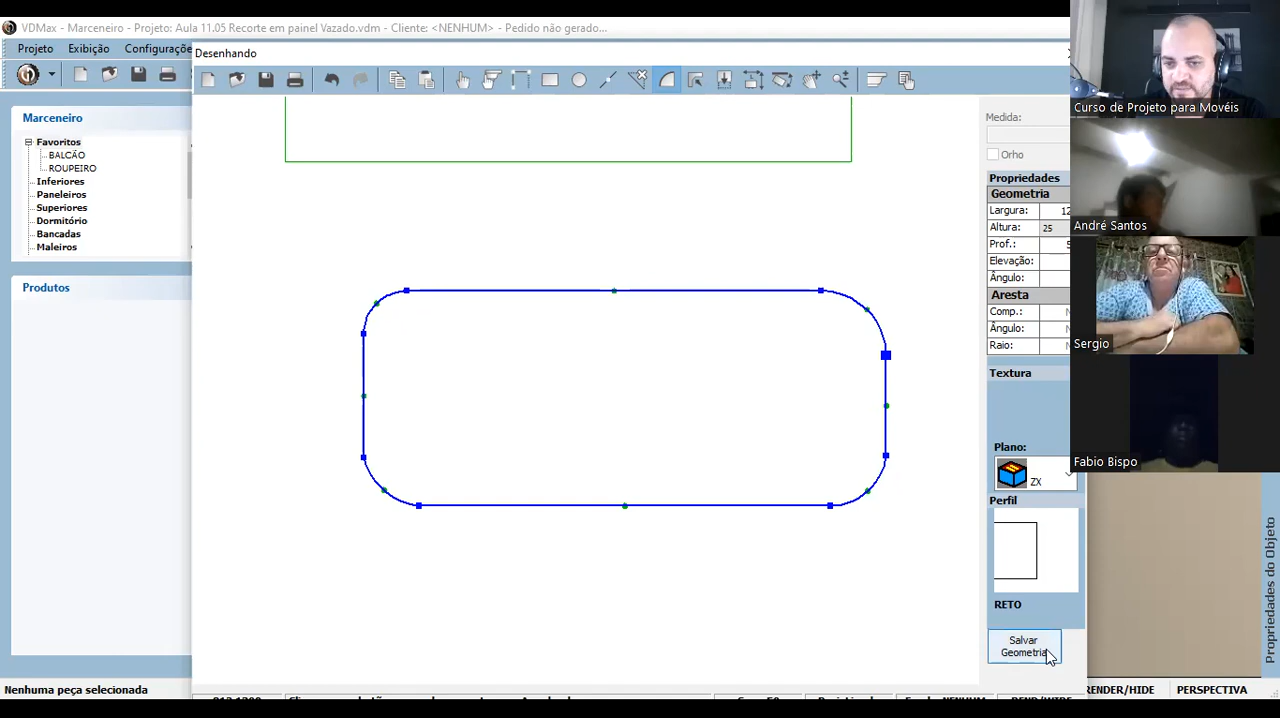 VDMax - Marceneiro - Projeto: Aula 11.05 Recorte em painel Vazado.vdm - Cliente: <NENHUM> - Pedido não gerado...
Projeto Exibição Configuraçõe
Desenhando
Marceneiro
Favoritos
BALCÃO
ROUPEIRO
Inferiores
Paneleiros
Superiores
Dormitório
Bancadas
Maleiros
Produtos
Medida:
Orho
Propriedades
Geometria
Largura: 12
Altura: 25
Prof.: 5
Elevação:
Ângulo:
Aresta
Comp.:
Ângulo:
Raio:
Textura
Plano:
ZX
Perfil
RETO
Salvar
Geometria
Curso de Projeto para Movéis
André Santos
Sergio
Fabio Bispo
Propriedades do Objeto
Nenhuma peça selecionada
RENDER/HIDE PERSPECTIVA